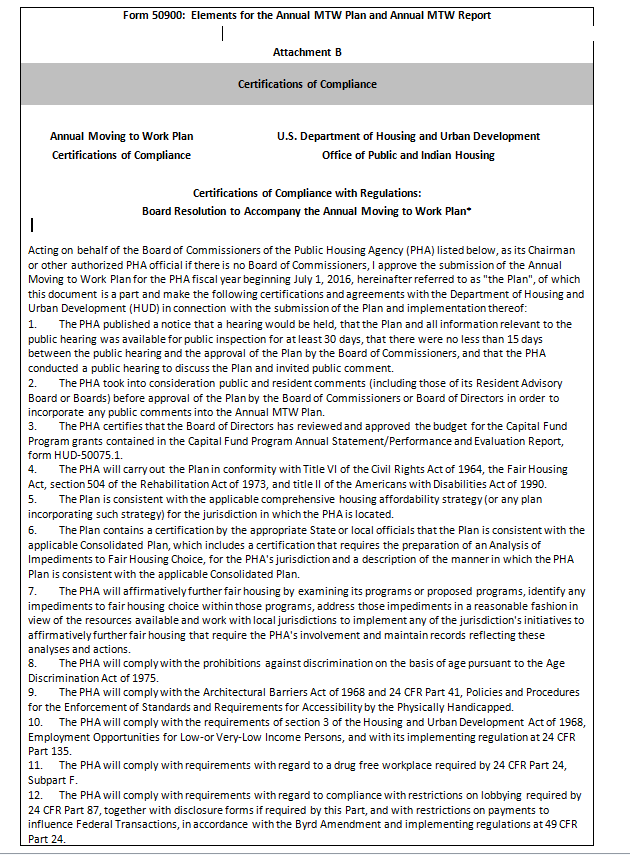 Form 50900: Elements for the Annual MTW Plan and Annual MTW Report
Attachment B
Certifications of Compliance
Annual Moving to Work Plan U.S. Department of Housing and Urban Development
Certifications of Compliance Office of Public and Indian Housing
Certifications of Compliance with Regulations:
Board Resolution to Accompany the Annual Moving to Work Plan*
Acting on behalf of the Board of Commissioners of the Public Housing Agency (PHA) listed below, as its Chairman
or other authorized PHA official if there is no Board of Commissioners, I approve the submission of the Annual
Moving to Work Plan for the PHA fiscal year beginning July 1, 2016, hereinafter referred to as "the Plan", of which
this document is a part and make the following certifications and agreements with the Department of Housing and
Urban Development (HUD) in connection with the submission of the Plan and implementation thereof:
1. The PHA published a notice that a hearing would be held, that the Plan and all information relevant to the
public hearing was available for public inspection for at least 30 days, that there were no less than 15 days
between the public hearing and the approval of the Plan by the Board of Commissioners, and that the PHA
conducted a public hearing to discuss the Plan and invited public comment.
2. The PHA took into consideration public and resident comments (including those of its Resident Advisory
Board or Boards) before approval of the Plan by the Board of Commissioners or Board of Directors in order to
incorporate any public comments into the Annual MTW Plan.
3. The PHA certifies that the Board of Directors has reviewed and approved the budget for the Capital Fund
Program grants contained in the Capital Fund Program Annual Statement/Performance and Evaluation Report,
form HUD-50075.1.
4. The PHA will carry out the Plan in conformity with Title VI of the Civil Rights Act of 1964, the Fair Housing
Act, section 504 of the Rehabilitation Act of 1973, and title II of the Americans with Disabilities Act of 1990.
5. The Plan is consistent with the applicable comprehensive housing affordability strategy (or any plan
incorporating such strategy) for the jurisdiction in which the PHA is located.
6. The Plan contains a certification by the appropriate State or local officials that the Plan is consistent with the
applicable Consolidated Plan, which includes a certification that requires the preparation of an Analysis of
Impediments to Fair Housing Choice, for the PHA's jurisdiction and a description of the manner in which the PHA
Plan is consistent with the applicable Consolidated Plan.
7. The PHA will affirmatively further fair housing by examining its programs or proposed programs, identify any
impediments to fair housing choice within those programs, address those impediments in a reasonable fashion in
view of the resources available and work with local jurisdictions to implement any of the jurisdiction's initiatives to
affirmatively further fair housing that require the PHA's involvement and maintain records reflecting these
analyses and actions.
8. The PHA will comply with the prohibitions against discrimination on the basis of age pursuant to the Age
Discrimination Act of 1975.
9. The PHA will comply with the Architectural Barriers Act of 1968 and 24 CFR Part 41, Policies and Procedures
for the Enforcement of Standards and Requirements for Accessibility by the Physically Handicapped.
10. The PHA will comply with the requirements of section 3 of the Housing and Urban Development Act of 1968,
Employment Opportunities for Low-or Very-Low Income Persons, and with its implementing regulation at 24 CFR
Part 135.
11. The PHA will comply with requirements with regard to a drug free workplace required by 24 CFR Part 24,
Subpart F.
12. The PHA will comply with requirements with regard to compliance with restrictions on lobbying required by
24 CFR Part 87, together with disclosure forms if required by this Part, and with restrictions on payments to
influence Federal Transactions, in accordance with the Byrd Amendment and implementing regulations at 49 CFR
Part 24.